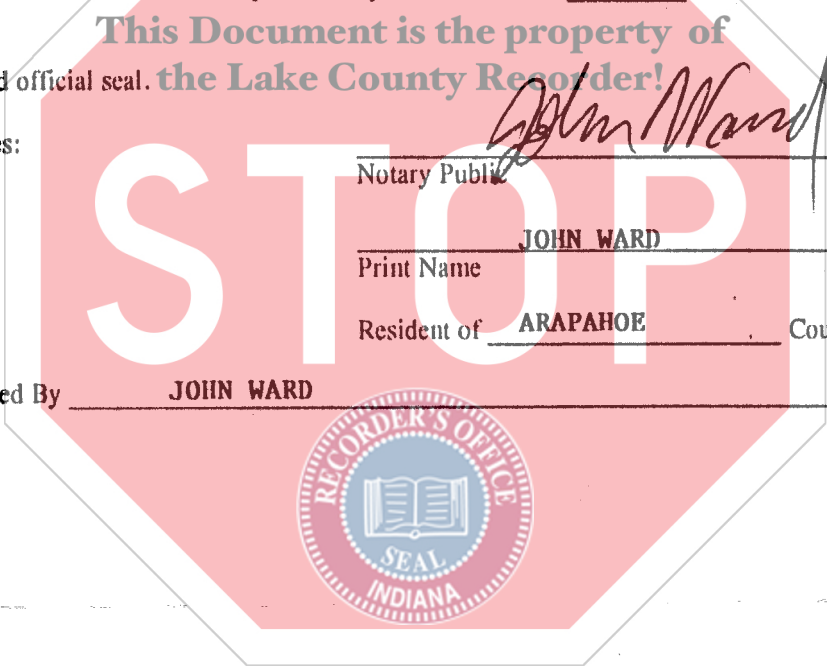 This Document is the property of
d official seal. the Lake County Recorder!
John Ward
es:
Notary Public
JOHN WARD
Print Name
STOP
Resident of ARAPAHOE Cou
ed By JOHN WARD
RECORDER'S OFFICE
SEAL
INDIANA